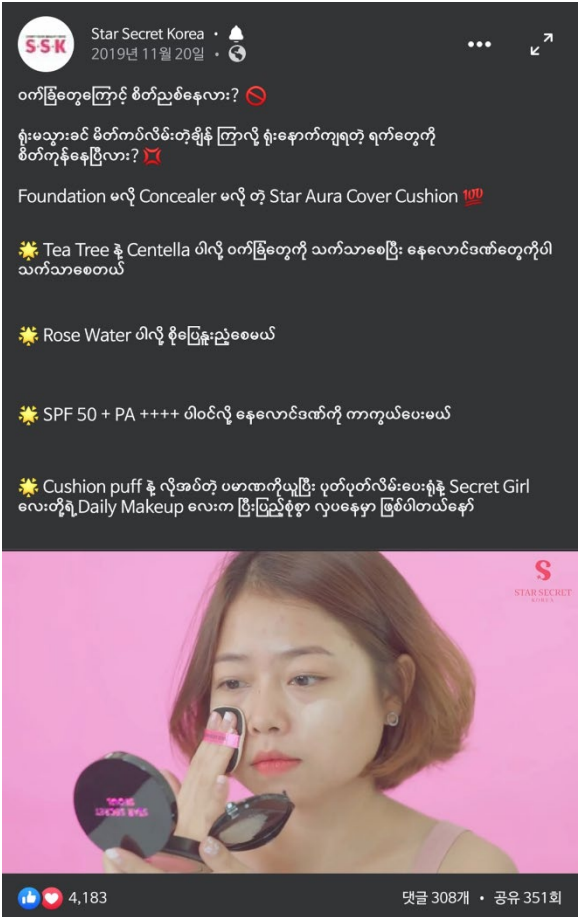 S·S·K
Star Secret Korea ·
2019년 11월 20일 ·
ဝက်ခြံတွေကြောင့် စိတ်ညစ်နေလား? 🚫
ရုံးမသွားခင် မိတ်ကပ်လိမ်းတဲ့ချိန် ကြာလို့ ရုံးနောက်ကျရတဲ့ ရက်တွေကို
စိတ်ကုန်နေပြီလား? 💢
Foundation မလို Concealer မလို တဲ့ Star Aura Cover Cushion 💯
🌟 Tea Tree နဲ့ Centella ပါလို့ ဝက်ခြံတွေကို သက်သာစေပြီး နေလောင်ဒဏ်တွေကိုပါ
သက်သာစေတယ်
🌟 Rose Water ပါလို့ စိုပြေနူးညံ့စေမယ်
🌟 SPF 50 + PA ++++ ပါဝင်လို့ နေလောင်ဒဏ်ကို ကာကွယ်ပေးမယ်
🌟 Cushion puff နဲ့ လိုအပ်တဲ့ ပမာဏကိုယူပြီး ပုတ်ပုတ်လိမ်းပေးရုံနဲ့ Secret Girl
လေးတို့ရဲ့ Daily Makeup လေးက ပြီးပြည့်စုံစွာ လှပနေမှာ ဖြစ်ပါတယ်နော်
S
STAR SECRET
KOREA
4,183
댓글 308개 · 공유 351회